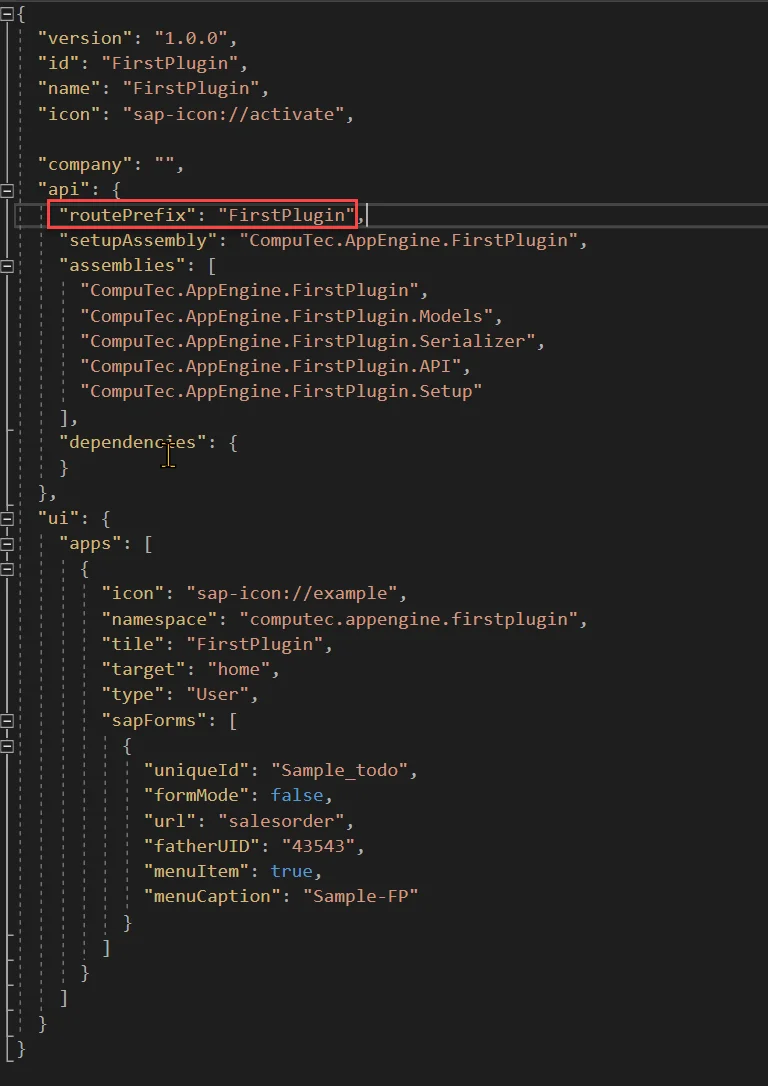 {
"version": "1.0.0",
"id": "FirstPlugin",
"name": "FirstPlugin",
"icon": "sap-icon://activate",
"company": "",
"api": {
"routePrefix": "FirstPlugin",
"setupAssembly": "CompuTec.AppEngine.FirstPlugin",
"assemblies": [
"CompuTec.AppEngine.FirstPlugin",
"CompuTec.AppEngine.FirstPlugin.Models",
"CompuTec.AppEngine.FirstPlugin.Serializer",
"CompuTec.AppEngine.FirstPlugin.API",
"CompuTec.AppEngine.FirstPlugin.Setup"
],
"dependencies": {
}
},
"ui": {
"apps": [
{
"icon": "sap-icon://example",
"namespace": "computec.appengine.firstplugin",
"tile": "FirstPlugin",
"target": "home",
"type": "User",
"sapForms": [
{
"uniqueId": "Sample_todo",
"formMode": false,
"url": "salesorder",
"fatherUID": "43543",
"menuItem": true,
"menuCaption": "Sample-FP"
}
]
}
]
}
}